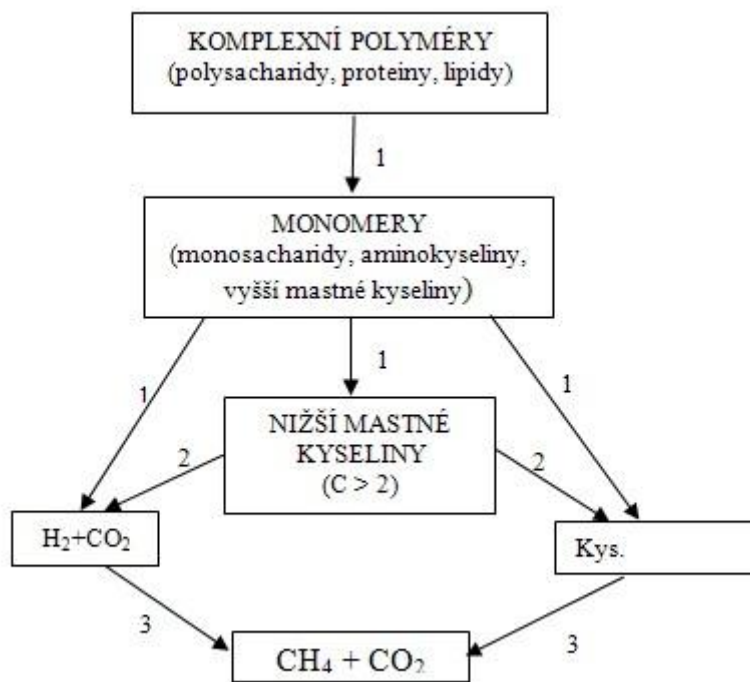 KOMPLEXNÍ POLYMÉRY
(polysacharidy, proteiny, lipidy)
1
MONOMERY
(monosacharidy, aminokyseliny,
vyšší mastné kyseliny)
1
1
1
NIŽŠÍ MASTNÉ
KYSELINY
(C > 2)
2
2
H₂+CO₂
Kys.
3
3
CH₄ + CO₂